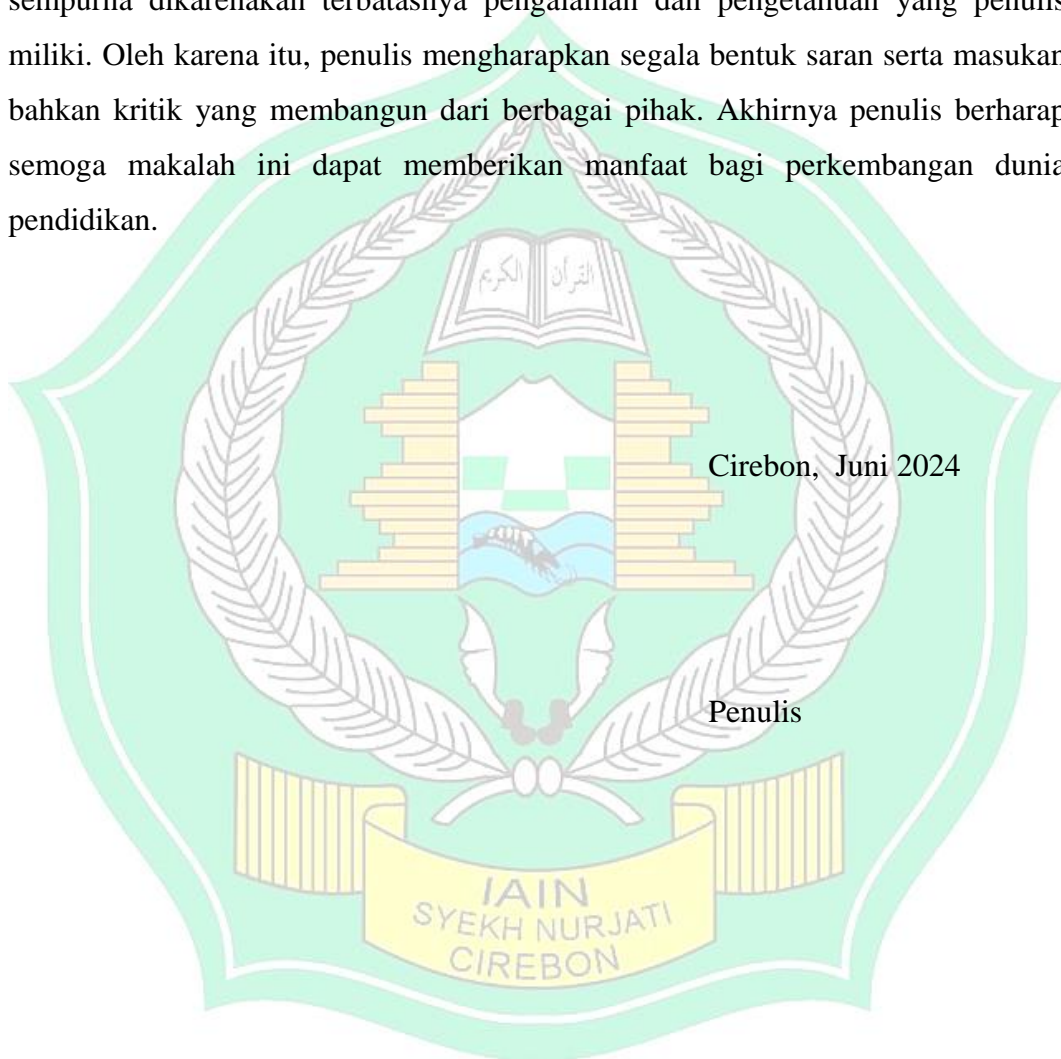 sempurna dikarenakan terbatasnya pengalaman dan pengetahuan yang penulis
miliki. Oleh karena itu, penulis mengharapkan segala bentuk saran serta masukan
bahkan kritik yang membangun dari berbagai pihak. Akhirnya penulis berharap
semoga makalah ini dapat memberikan manfaat bagi perkembangan dunia
pendidikan.
القرآن الكريم
Cirebon, Juni 2024
Penulis
IAIN
SYEKH NURJATI
CIREBON